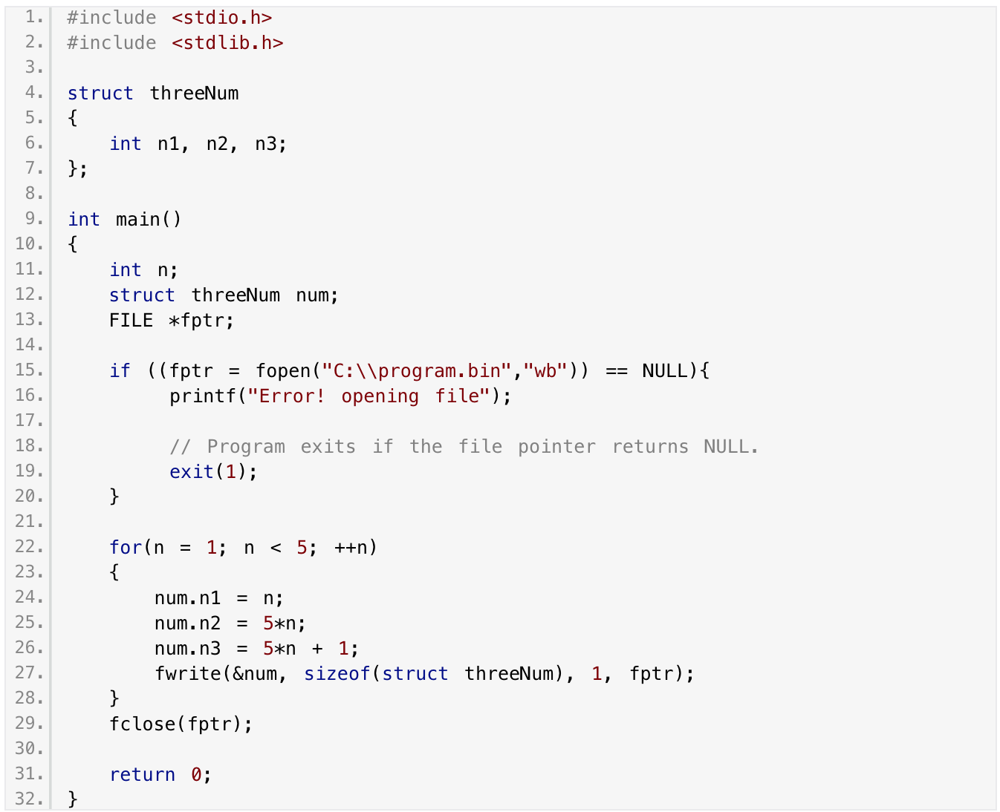 1. #include <stdio.h>
2. #include <stdlib.h>
3.
4. struct threeNum
5. {
6.     int n1, n2, n3;
7. };
8.
9. int main()
10. {
11.     int n;
12.     struct threeNum num;
13.     FILE *fptr;
14.
15.     if ((fptr = fopen("C:\\program.bin","wb")) == NULL){
16.         printf("Error! opening file");
17.
18.         // Program exits if the file pointer returns NULL.
19.         exit(1);
20.     }
21.
22.     for(n = 1; n < 5; ++n)
23.     {
24.         num.n1 = n;
25.         num.n2 = 5*n;
26.         num.n3 = 5*n + 1;
27.         fwrite(&num, sizeof(struct threeNum), 1, fptr);
28.     }
29.     fclose(fptr);
30.
31.     return 0;
32. }